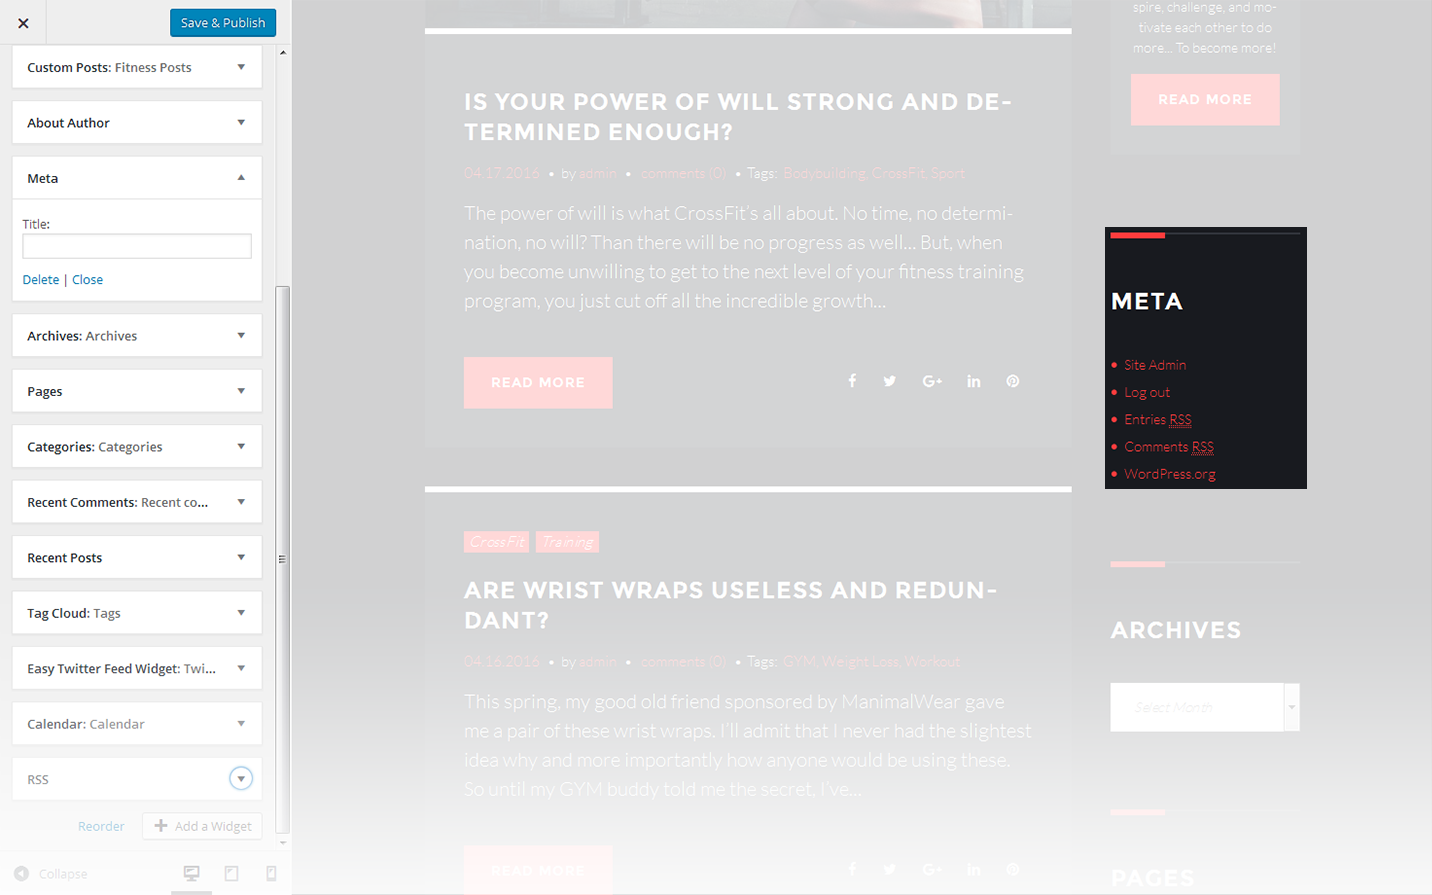 Save & Publish
Custom Posts: Fitness Posts
About Author
Meta
Title:
Delete | Close
Archives: Archives
Pages
Categories: Categories
Recent Comments: Recent co...
Recent Posts
Tag Cloud: Tags
Easy Twitter Feed Widget: Twi...
Calendar: Calendar
RSS
Reorder
Add a Widget
Collapse
IS YOUR POWER OF WILL STRONG AND DE-
TERMINED ENOUGH?
04.17.2016 • by admin • comments (0) • Tags: Bodybuilding, CrossFit, Sport
The power of will is what CrossFit's all about. No time, no determi-
nation, no will? Than there will be no progress as well... But, when
you become unwilling to get to the next level of your fitness training
program, you just cut off all the incredible growth...
READ MORE
CrossFit Training
ARE WRIST WRAPS USELESS AND REDUN-
DANT?
04.16.2016 • by admin • comments (0) • Tags: GYM, Weight Loss, Workout
This spring, my good old friend sponsored by ManimalWear gave
me a pair of these wrist wraps. I'll admit that I never had the slightest
idea why and more importantly how anyone would be using these.
So until my GYM buddy told me the secret, I've...
READ MORE
spire, challenge, and mo-
tivate each other to do
more... To become more!
READ MORE
META
Site Admin
Log out
Entries RSS
Comments RSS
WordPress.org
ARCHIVES
Select Month
PAGES